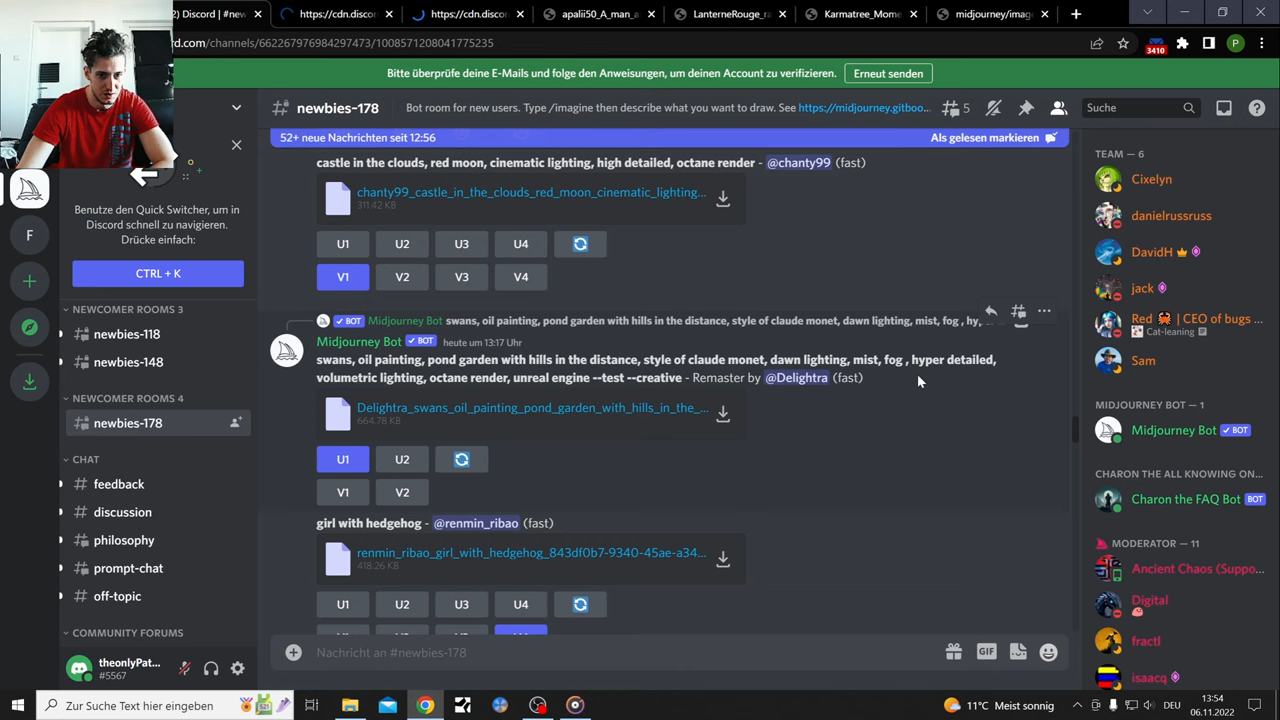 2) Discord | #new
https://cdn.disc
https://cdn.disc
apalii50_A_man_a
LanterneRouge_ra
Karmatree_Mome
midjourney/imag
rd.com/channels/662267976984297473/1008571208041775235
3410
P
Bitte überprüfe deine E-Mails und folge den Anweisungen, um deinen Account zu verifizieren.
Erneut senden
newbies-178
Bot room for new users. Type /imagine then describe what you want to draw. See https://midjourney.gitboo...
5
Suche
52+ neue Nachrichten seit 12:56
Als gelesen markieren
Benutze den Quick Switcher, um in
Discord schnell zu navigieren.
Drücke einfach:
CTRL + K
F
NEWCOMER ROOMS 3
newbies-118
newbies-148
NEWCOMER ROOMS 4
newbies-178
CHAT
feedback
discussion
philosophy
prompt-chat
off-topic
COMMUNITY FORUMS
theonlyPat...
#5567
castle in the clouds, red moon, cinematic lighting, high detailed, octane render - @chanty99 (fast)
chanty99_castle_in_the_clouds_red_moon_cinematic_lighting...
311.42 KB
U1 U2 U3 U4
V1 V2 V3 V4
BOT Midjourney Bot swans, oil painting, pond garden with hills in the distance, style of claude monet, dawn lighting, mist, fog , hy,
Midjourney Bot BOT heute um 13:17 Uhr
swans, oil painting, pond garden with hills in the distance, style of claude monet, dawn lighting, mist, fog , hyper detailed,
volumetric lighting, octane render, unreal engine --test --creative - Remaster by @Delightra (fast)
Delightra_swans_oil_painting_pond_garden_with_hills_in_the_...
664.78 KB
U1 U2
V1 V2
girl with hedgehog - @renmin_ribao (fast)
renmin_ribao_girl_with_hedgehog_843df0b7-9340-45ae-a34...
418.26 KB
U1 U2 U3 U4
Nachricht an #newbies-178
GIF
TEAM — 6
Cixelyn
danielrussruss
DavidH
jack
Red | CEO of bugs ...
Cat-leaning
Sam
MIDJOURNEY BOT — 1
Midjourney Bot BOT
CHARON THE ALL KNOWING ON...
Charon the FAQ Bot BOT
MODERATOR — 11
Ancient Chaos (Suppo...
Digital
fractl
isaacq
Zur Suche Text hier eingeben
11°C Meist sonnig
DEU
13:54
06.11.2022